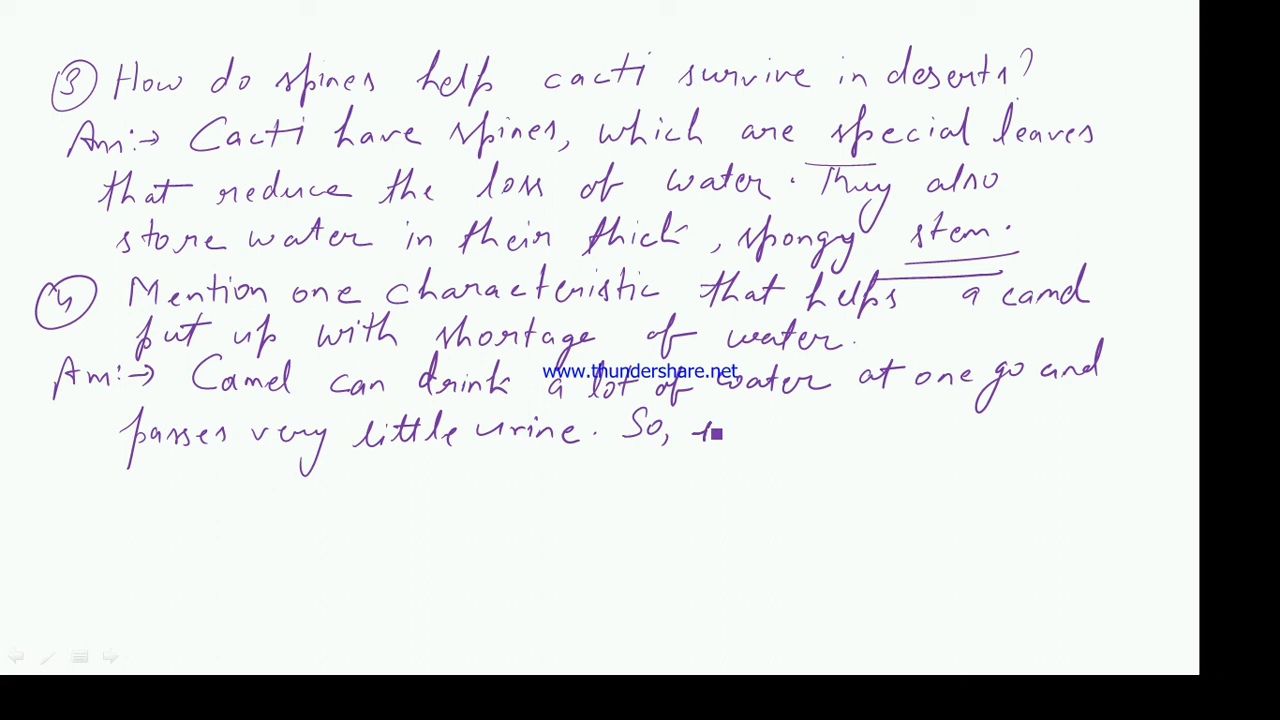 ③ How do spines help cacti survive in deserts?
Ans:→ Cacti have spines, which are special leaves
that reduce the loss of water. They also
store water in their thick, spongy stem.
④ Mention one characteristic that helps a camel
put up with shortage of water.
Ans:→ Camel can drink a lot of water at one go and
www.thundershare.net
passes very little urine. So,